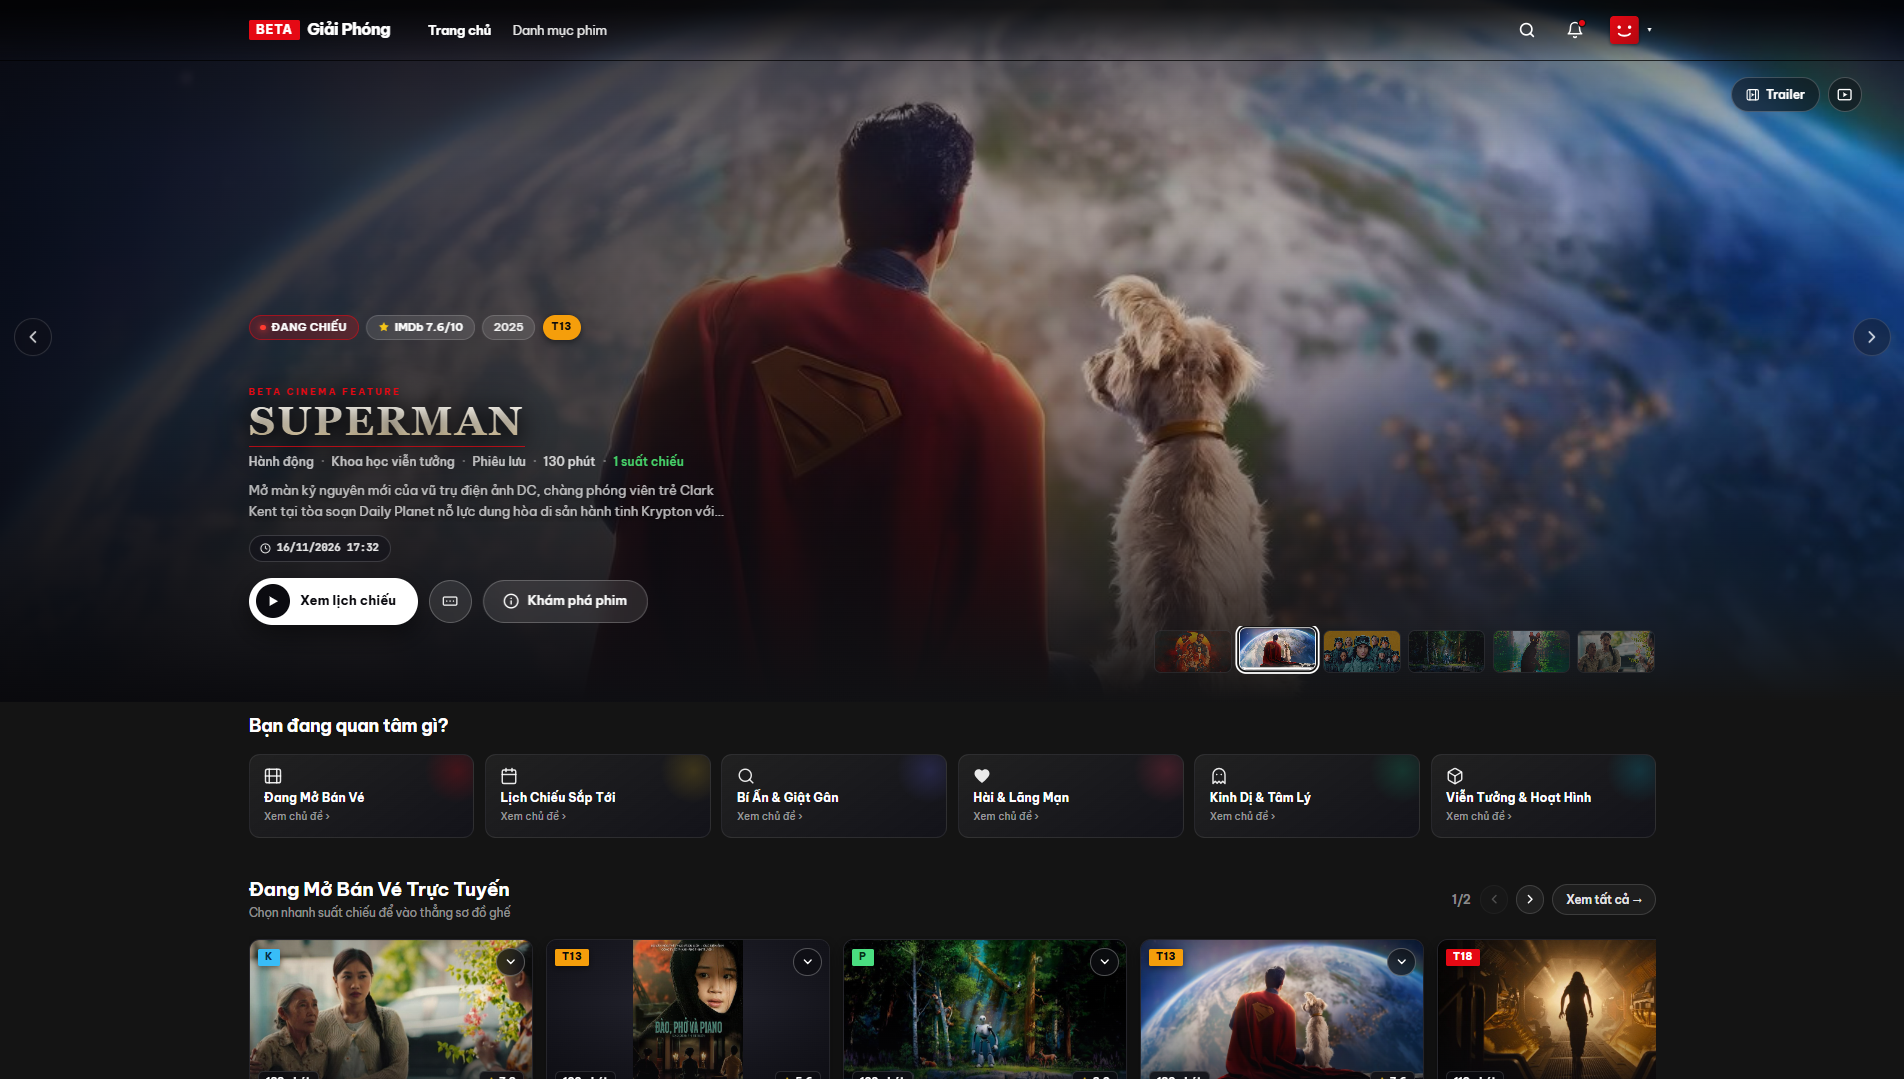 BETA Giải Phóng Trang chủ Danh mục phim
Trailer
ĐANG CHIẾU IMDb 7.6/10 2025 T13
BETA CINEMA FEATURE
SUPERMAN
Hành động · Khoa học viễn tưởng · Phiêu lưu · 130 phút · 1 suất chiếu
Mở màn kỷ nguyên mới của vũ trụ điện ảnh DC, chàng phóng viên trẻ Clark
Kent tại tòa soạn Daily Planet nỗ lực dung hòa di sản hành tinh Krypton với...
16/11/2026 17:32
Xem lịch chiếu Khám phá phim
Bạn đang quan tâm gì?
Đang Mở Bán Vé
Xem chủ đề ›
Lịch Chiếu Sắp Tới
Xem chủ đề ›
Bí Ẩn & Giật Gân
Xem chủ đề ›
Hài & Lãng Mạn
Xem chủ đề ›
Kinh Dị & Tâm Lý
Xem chủ đề ›
Viễn Tưởng & Hoạt Hình
Xem chủ đề ›
Đang Mở Bán Vé Trực Tuyến
Chọn nhanh suất chiếu để vào thẳng sơ đồ ghế
1/2 Xem tất cả →
K
T13
ĐÀO, PHỞ VÀ PIANO
P
T13
T18